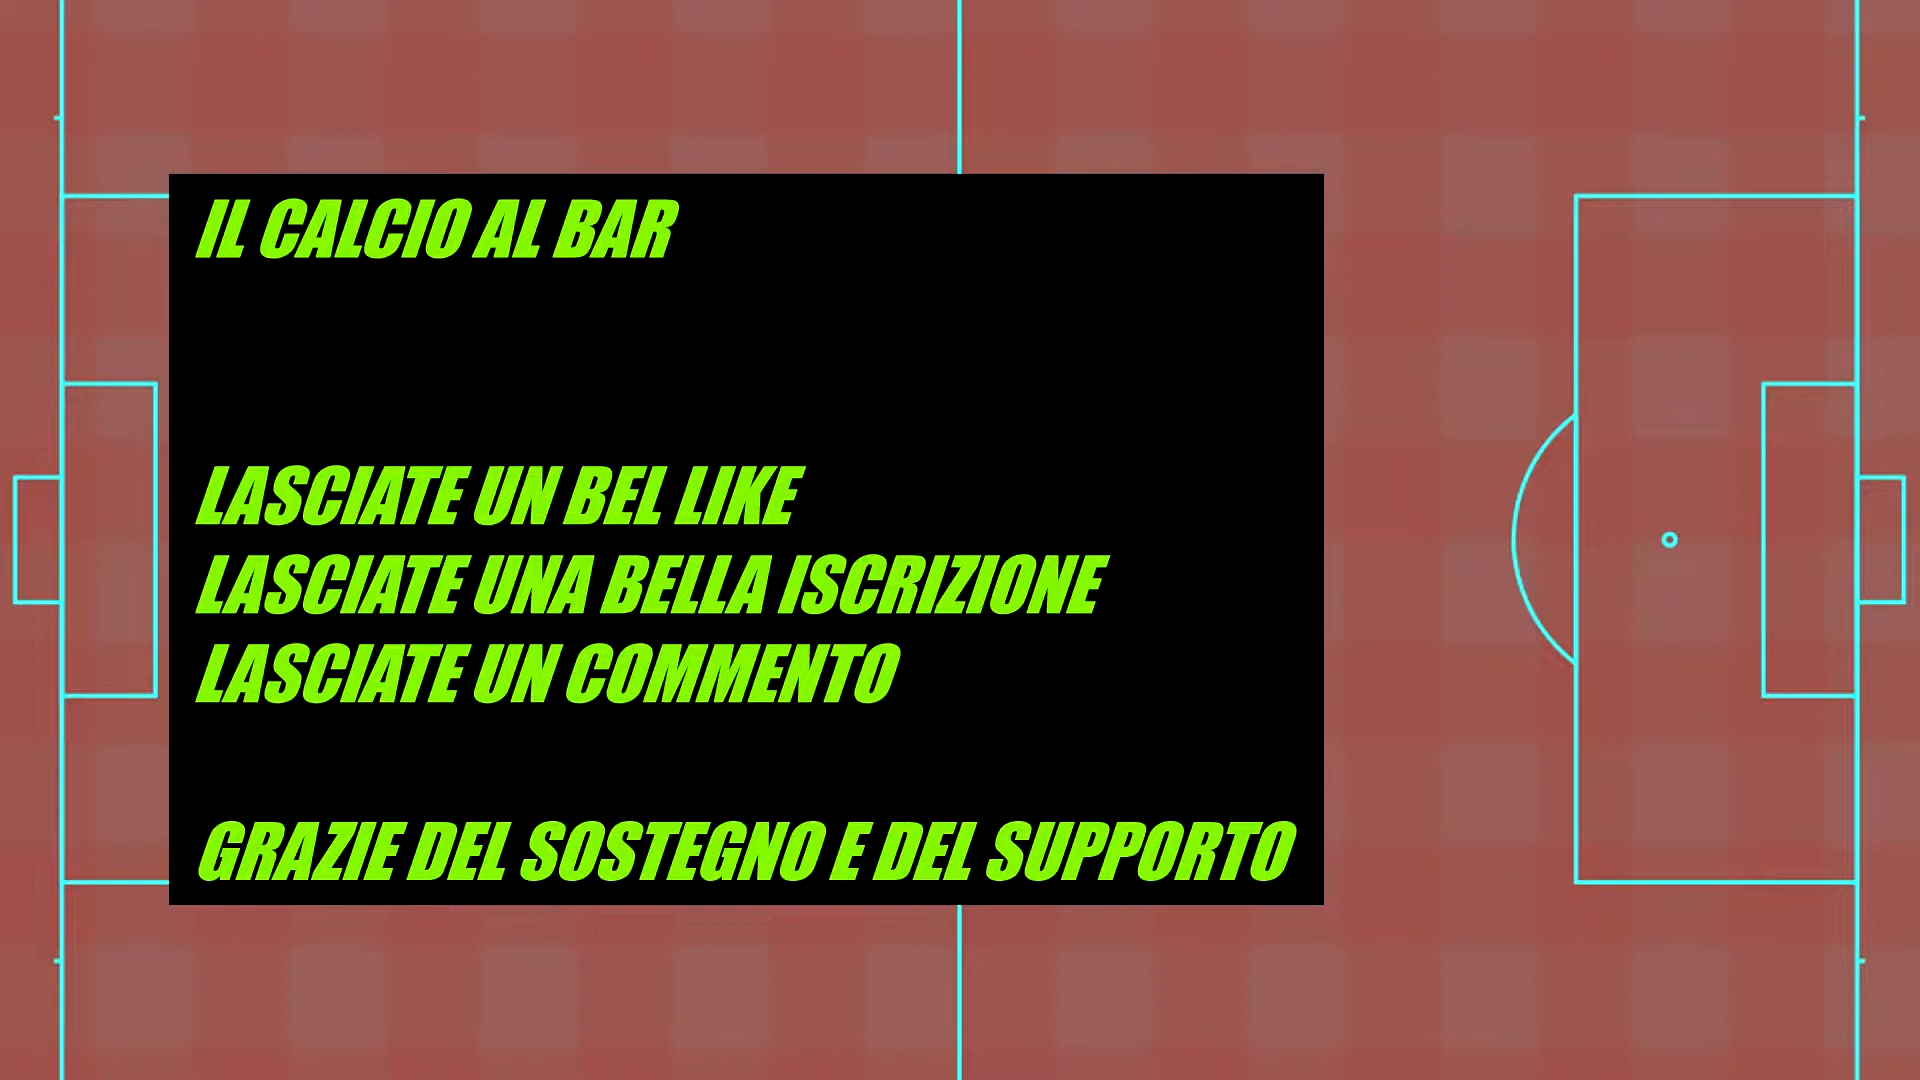 IL CALCIO AL BAR
LASCIATE UN BEL LIKE
LASCIATE UNA BELLA ISCRIZIONE
LASCIATE UN COMMENTO
GRAZIE DEL SOSTEGNO E DEL SUPPORTO